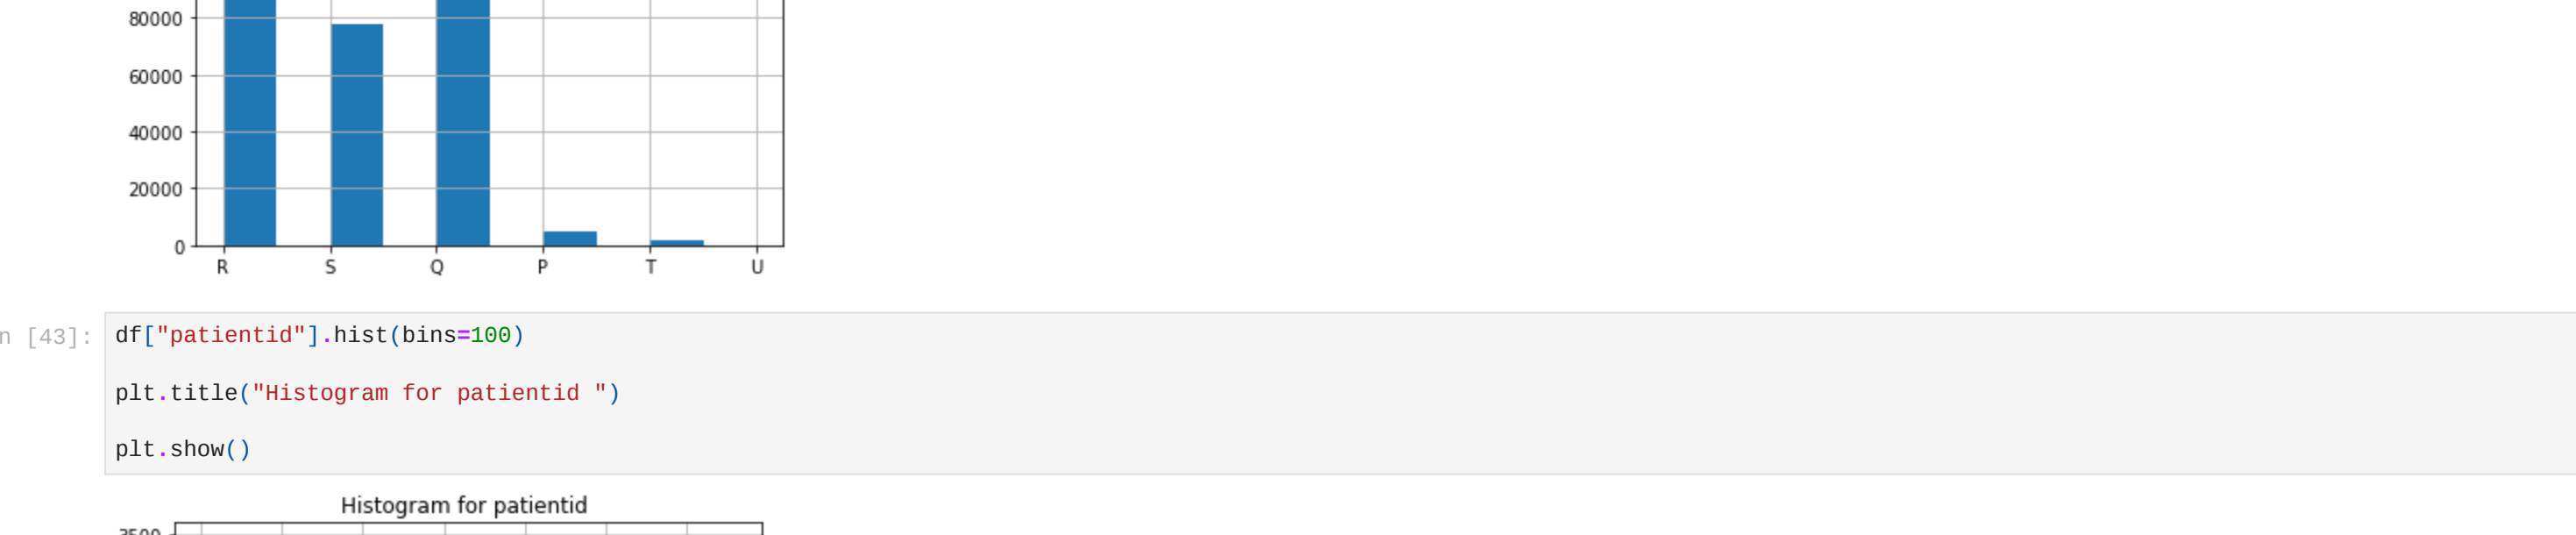 80000
60000
40000
20000
0
R S Q P T U
n [43]:
df["patientid"].hist(bins=100)
plt.title("Histogram for patientid ")
plt.show()
Histogram for patientid
3500